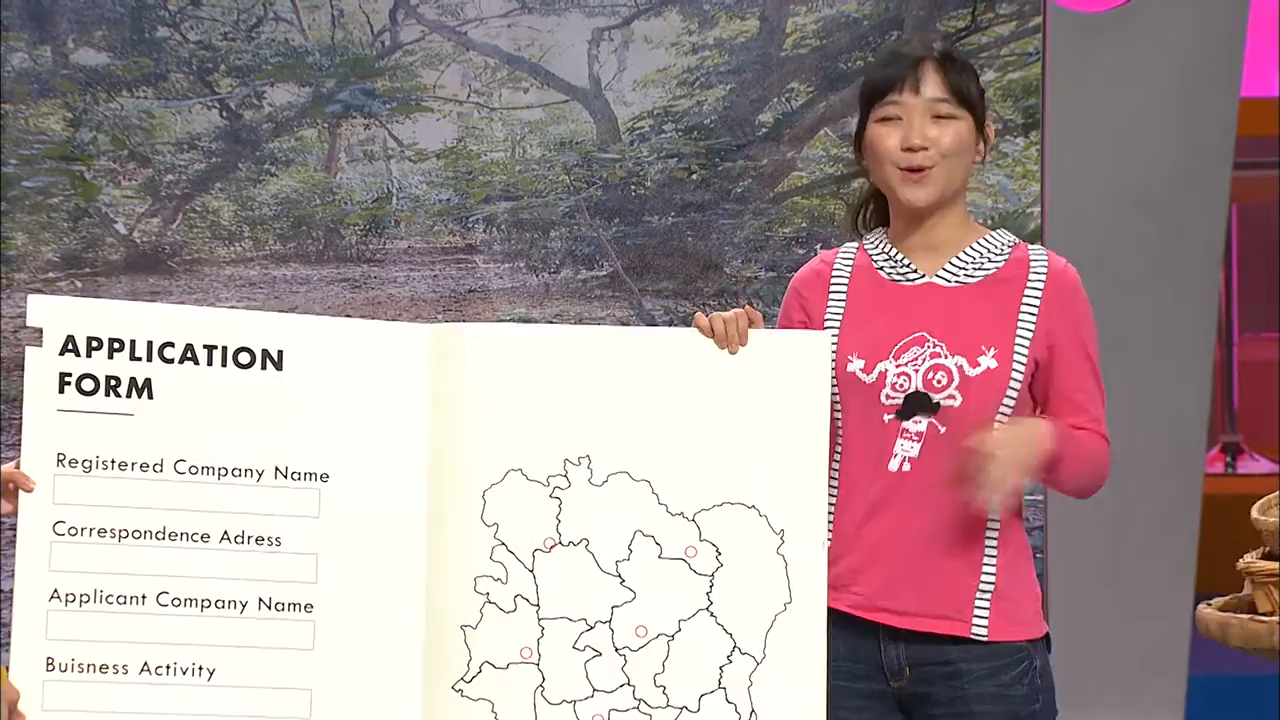 APPLICATION
FORM
Registered Company Name
Correspondence Adress
Applicant Company Name
Buisness Activity